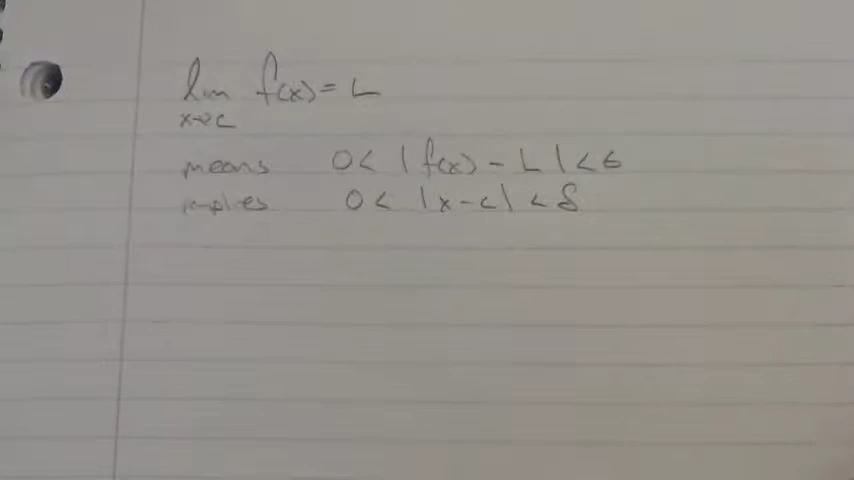 lim f(x) = L
x→c
means 0 < | f(x) - L | < ε
implies 0 < | x - c | < δ